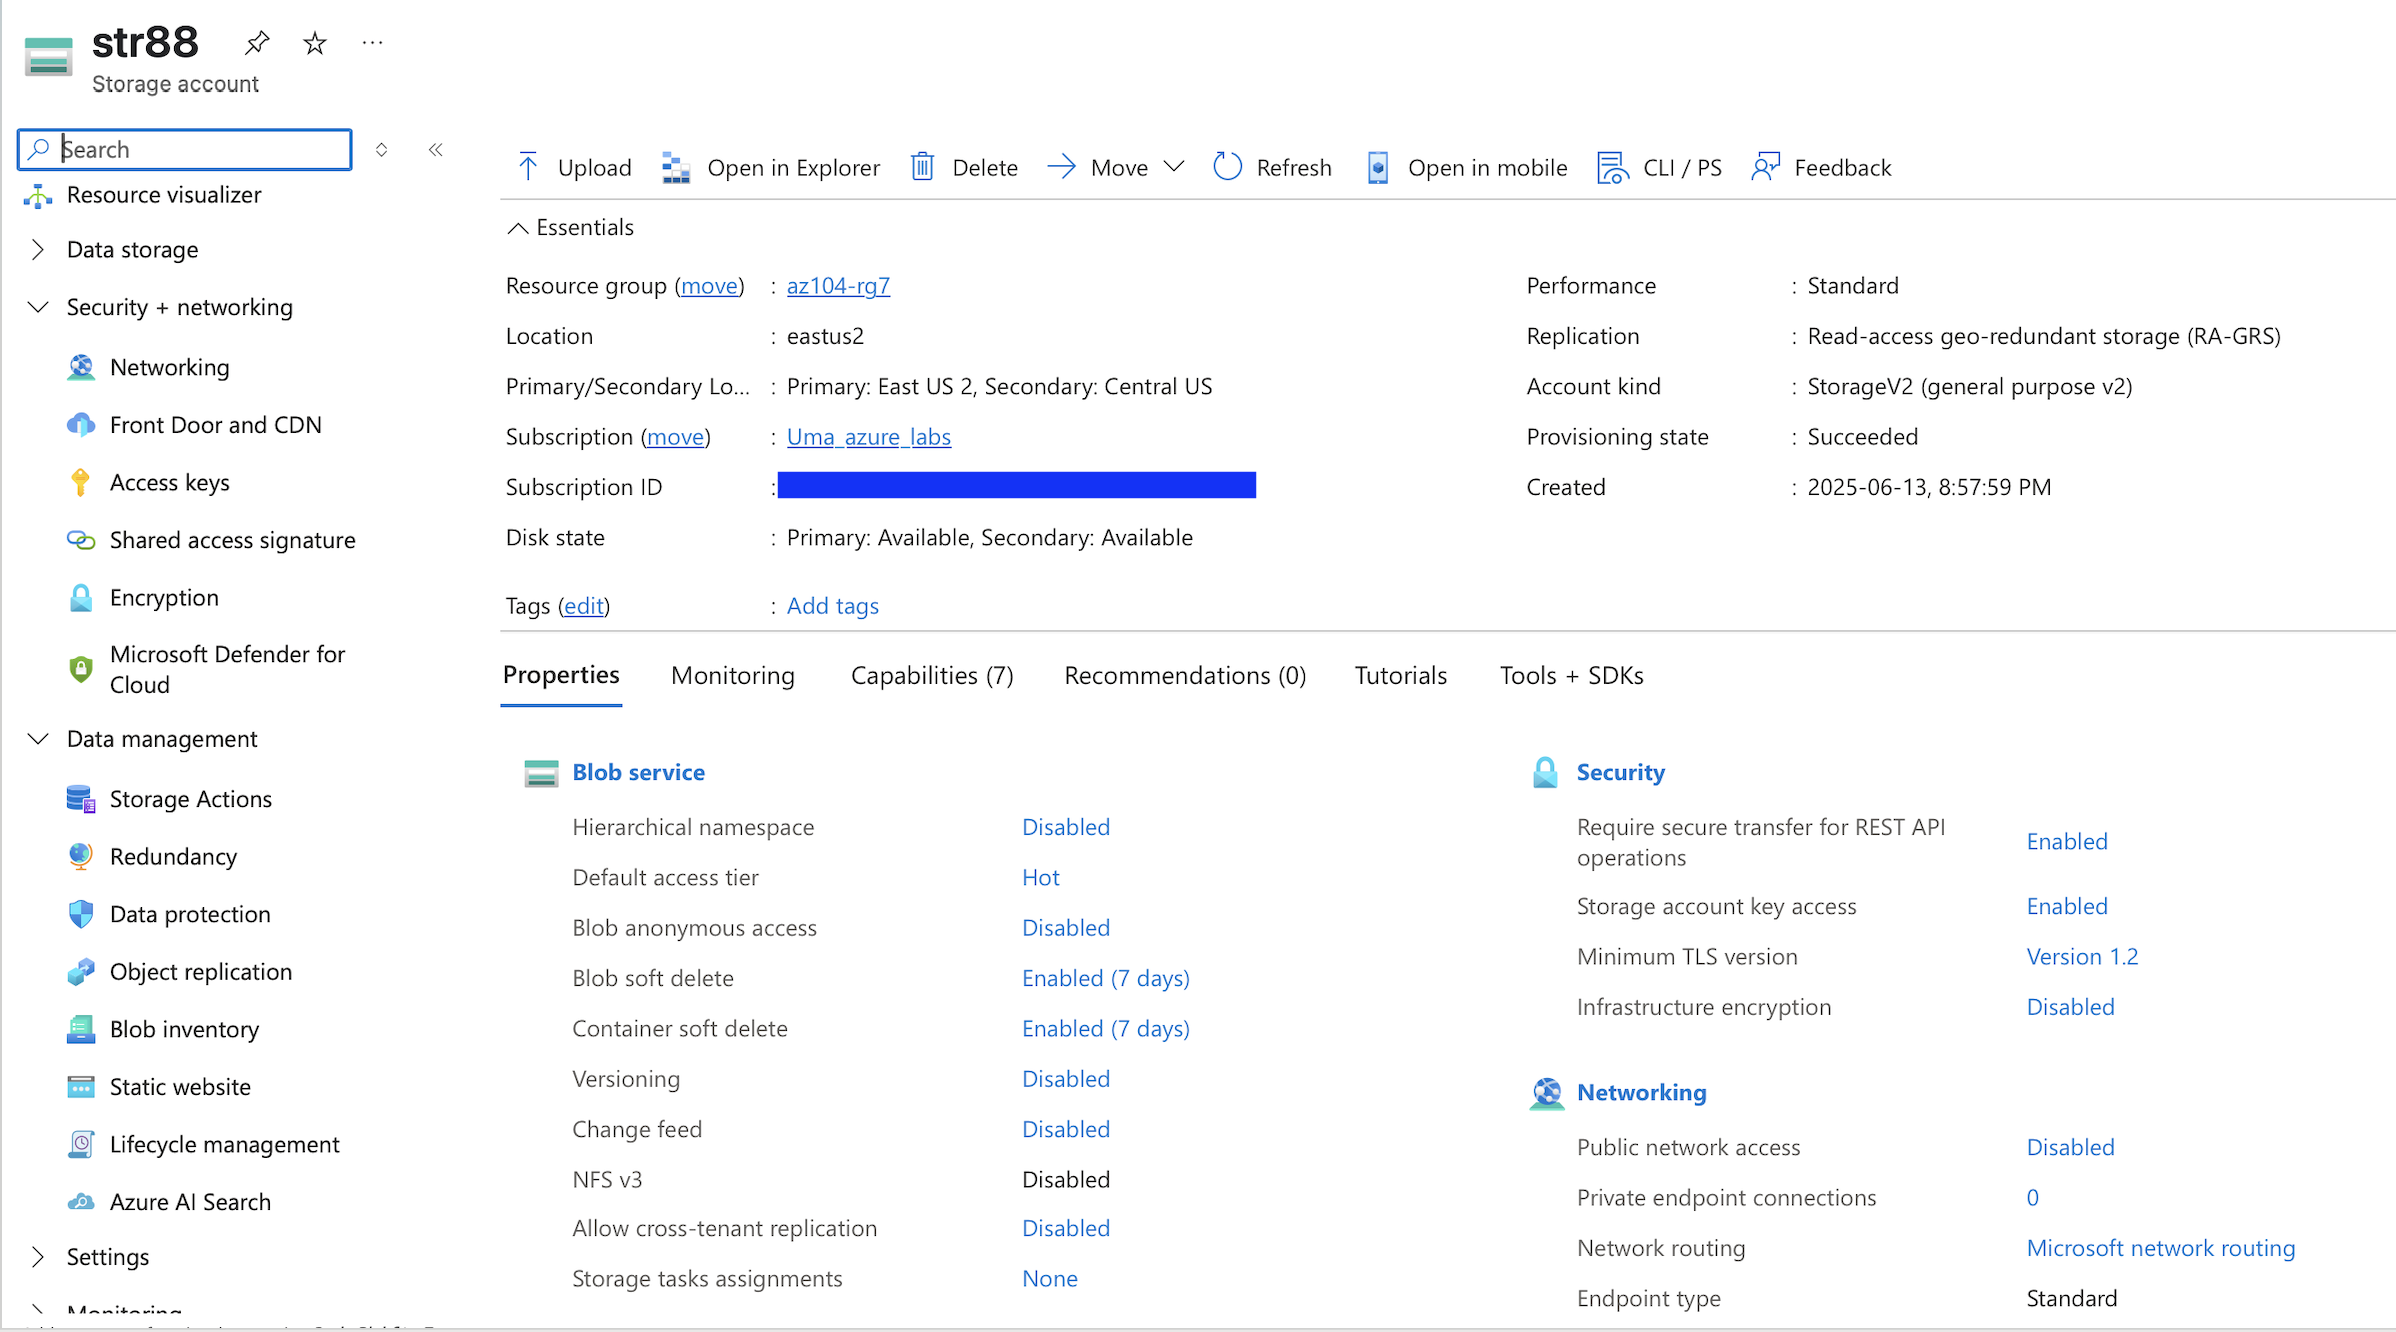 str88
Storage account
Search
Resource visualizer
Data storage
Security + networking
Networking
Front Door and CDN
Access keys
Shared access signature
Encryption
Microsoft Defender for
Cloud
Data management
Storage Actions
Redundancy
Data protection
Object replication
Blob inventory
Static website
Lifecycle management
Azure AI Search
Settings
Monitoring
Upload Open in Explorer Delete Move Refresh Open in mobile CLI / PS Feedback
Essentials
Resource group (move) : az104-rg7
Location : eastus2
Primary/Secondary Lo... : Primary: East US 2, Secondary: Central US
Subscription (move) : Uma_azure_labs
Subscription ID :
Disk state : Primary: Available, Secondary: Available
Tags (edit) : Add tags
Performance : Standard
Replication : Read-access geo-redundant storage (RA-GRS)
Account kind : StorageV2 (general purpose v2)
Provisioning state : Succeeded
Created : 2025-06-13, 8:57:59 PM
Properties Monitoring Capabilities (7) Recommendations (0) Tutorials Tools + SDKs
Blob service
Hierarchical namespace Disabled
Default access tier Hot
Blob anonymous access Disabled
Blob soft delete Enabled (7 days)
Container soft delete Enabled (7 days)
Versioning Disabled
Change feed Disabled
NFS v3 Disabled
Allow cross-tenant replication Disabled
Storage tasks assignments None
Security
Require secure transfer for REST API
operations Enabled
Storage account key access Enabled
Minimum TLS version Version 1.2
Infrastructure encryption Disabled
Networking
Public network access Disabled
Private endpoint connections 0
Network routing Microsoft network routing
Endpoint type Standard